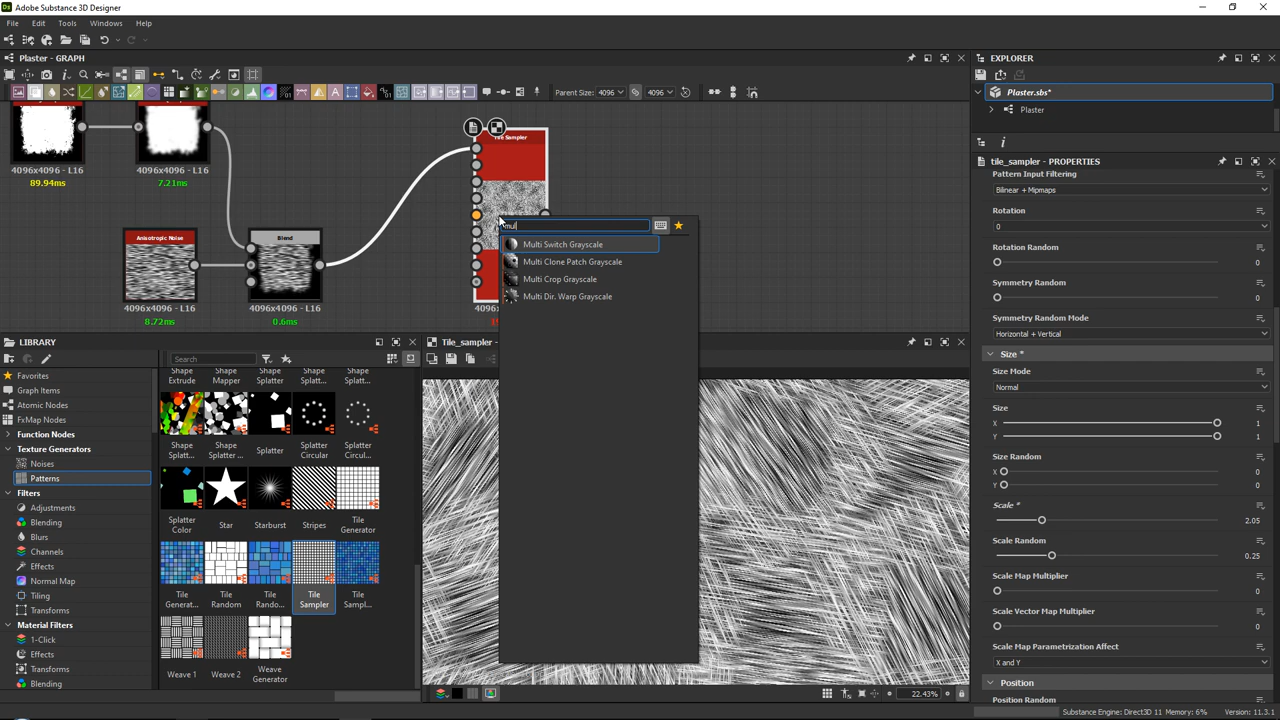 Adobe Substance 3D Designer
File Edit Tools Windows Help
Plaster - GRAPH
Parent Size: 4096 4096
4096x4096 - L16
89.94ms
4096x4096 - L16
7.21ms
Anisotropic Noise
4096x4096 - L16
8.72ms
Blend
4096x4096 - L16
0.6ms
Tile Sampler
4096x
mul
Multi Switch Grayscale
Multi Clone Patch Grayscale
Multi Crop Grayscale
Multi Dir. Warp Grayscale
LIBRARY
Search
Favorites
Graph Items
Atomic Nodes
FxMap Nodes
Function Nodes
Texture Generators
Noises
Patterns
Filters
Adjustments
Blending
Blurs
Channels
Effects
Normal Map
Tiling
Transforms
Material Filters
1-Click
Effects
Transforms
Blending
Shape Extrude
Shape Mapper
Shape Splatter
Shape Splatt...
Shape Splatt...
Shape Splatt...
Shape Splatter ...
Splatter
Splatter Circular
Splatter Circul...
Splatter Color
Star
Starburst
Stripes
Tile Generator
Tile Generat...
Tile Random
Tile Rando...
Tile Sampler
Tile Sampl...
Weave 1
Weave 2
Weave Generator
Tile_sampler -
22.43%
EXPLORER
Plaster.sbs*
Plaster
tile_sampler - PROPERTIES
Pattern Input Filtering
Bilinear + Mipmaps
Rotation
0
Rotation Random
0
Symmetry Random
0
Symmetry Random Mode
Horizontal + Vertical
Size *
Size Mode
Normal
Size
X 1
Y 1
Size Random
X 0
Y 0
Scale *
2.05
Scale Random
0.25
Scale Map Multiplier
0
Scale Vector Map Multiplier
0
Scale Map Parametrization Affect
X and Y
Position
Position Random
Substance Engine: Direct3D 11 Memory: 6% Version: 11.3.1